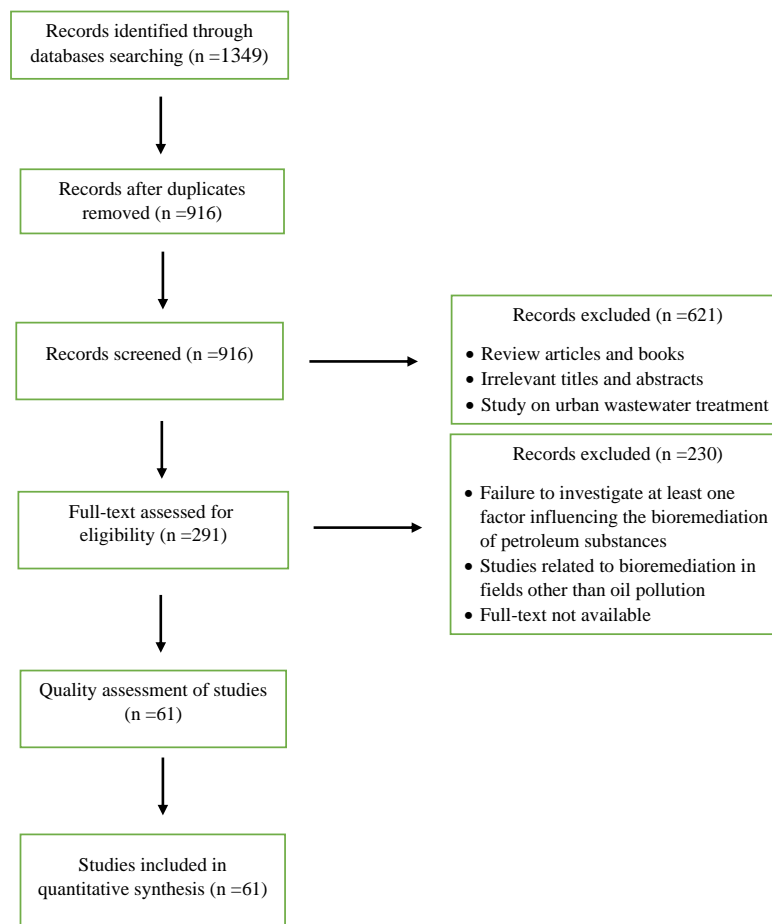 Records identified through
databases searching (n =1349)
Records after duplicates
removed (n =916)
Records screened (n =916)
Records excluded (n =621)
• Review articles and books
• Irrelevant titles and abstracts
• Study on urban wastewater treatment
Full-text assessed for
eligibility (n =291)
Records excluded (n =230)
• Failure to investigate at least one
factor influencing the bioremediation
of petroleum substances
• Studies related to bioremediation in
fields other than oil pollution
• Full-text not available
Quality assessment of studies
(n =61)
Studies included in
quantitative synthesis (n =61)